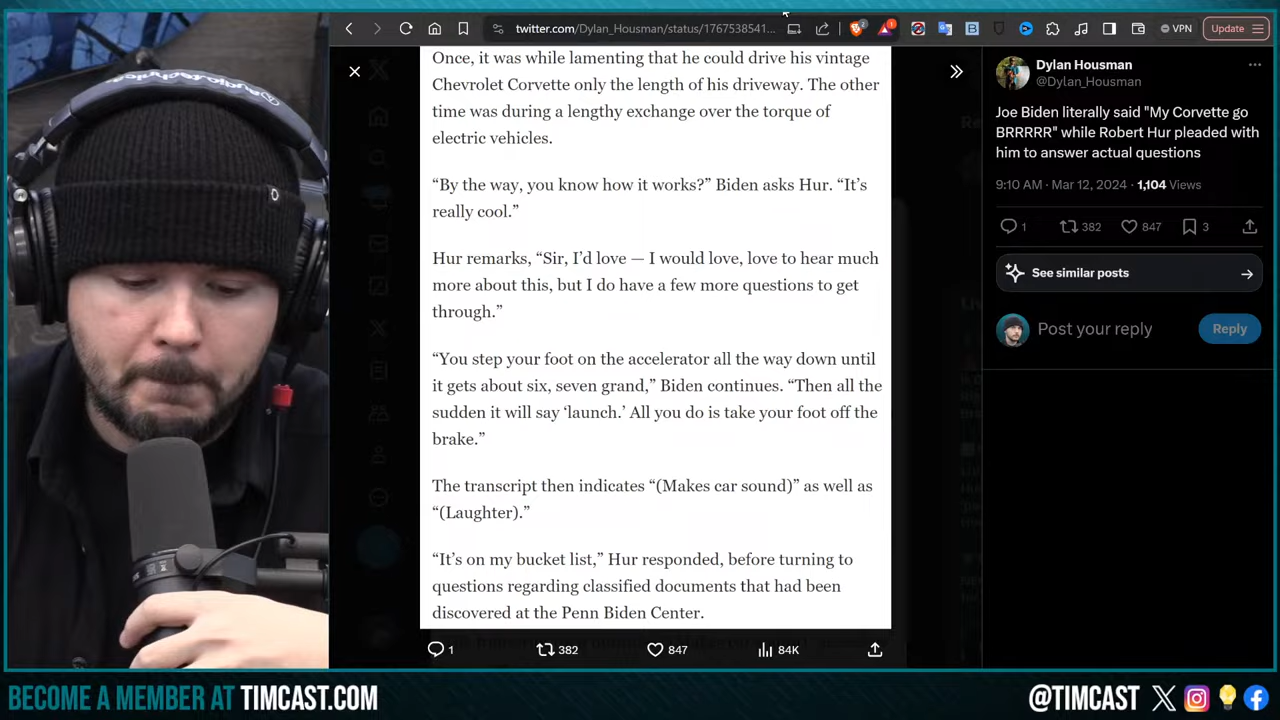 twitter.com/Dylan_Housman/status/1767538541...
2
1
VPN
Update
Once, it was while lamenting that he could drive his vintage
Chevrolet Corvette only the length of his driveway. The other
time was during a lengthy exchange over the torque of
electric vehicles.
“By the way, you know how it works?” Biden asks Hur. “It’s
really cool.”
Hur remarks, “Sir, I’d love — I would love, love to hear much
more about this, but I do have a few more questions to get
through.”
“You step your foot on the accelerator all the way down until
it gets about six, seven grand,” Biden continues. “Then all the
sudden it will say ‘launch.’ All you do is take your foot off the
brake.”
The transcript then indicates “(Makes car sound)” as well as
“(Laughter).”
“It’s on my bucket list,” Hur responded, before turning to
questions regarding classified documents that had been
discovered at the Penn Biden Center.
1 382 847 84K
Dylan Housman
@Dylan_Housman
Joe Biden literally said "My Corvette go
BRRRRR" while Robert Hur pleaded with
him to answer actual questions
9:10 AM · Mar 12, 2024 · 1,104 Views
1 382 847 3
See similar posts
Post your reply
Reply
BECOME A MEMBER AT TIMCAST.COM
@TIMCAST